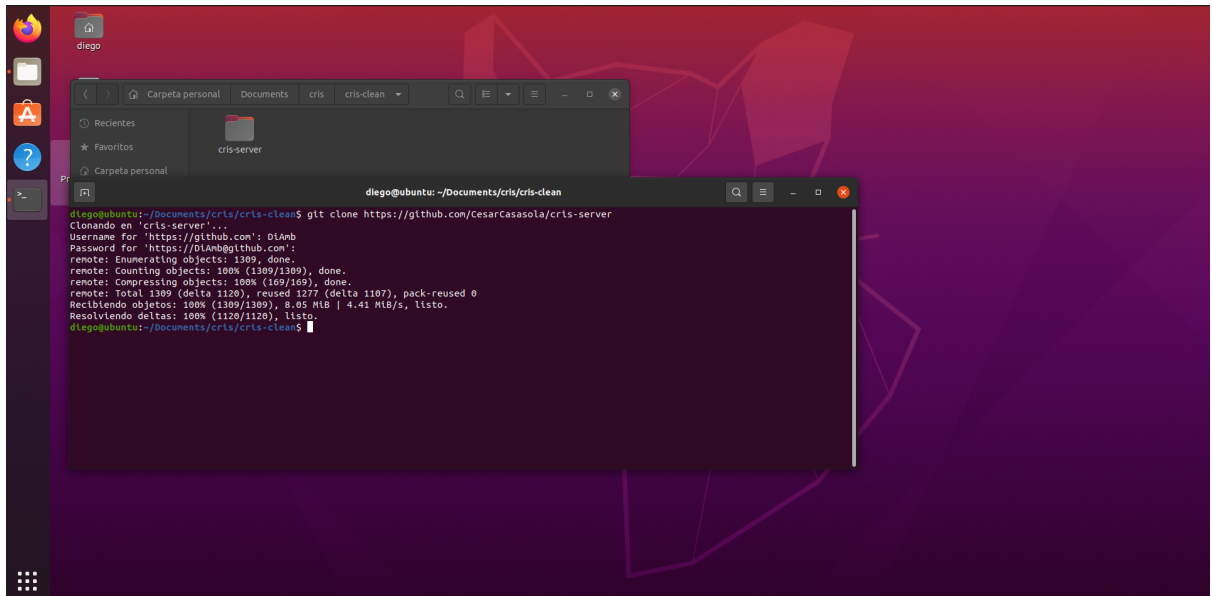 diego
Carpeta personal Documents cris cris-clean
Recientes
Favoritos
cris-server
Carpeta personal
Pr
diego@ubuntu: ~/Documents/cris/cris-clean
diego@ubuntu:~/Documents/cris/cris-clean$ git clone https://github.com/CesarCasasola/cris-server
Clonando en 'cris-server'...
Username for 'https://github.com': DiAmb
Password for 'https://DiAmb@github.com':
remote: Enumerating objects: 1309, done.
remote: Counting objects: 100% (1309/1309), done.
remote: Compressing objects: 100% (169/169), done.
remote: Total 1309 (delta 1120), reused 1277 (delta 1107), pack-reused 0
Recibiendo objetos: 100% (1309/1309), 8.05 MiB | 4.41 MiB/s, listo.
Resolviendo deltas: 100% (1120/1120), listo.
diego@ubuntu:~/Documents/cris/cris-clean$